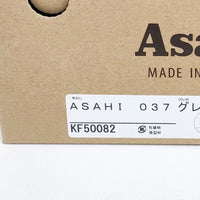 Asa
MADE IN
ASAHI 037 グレ
KF50082